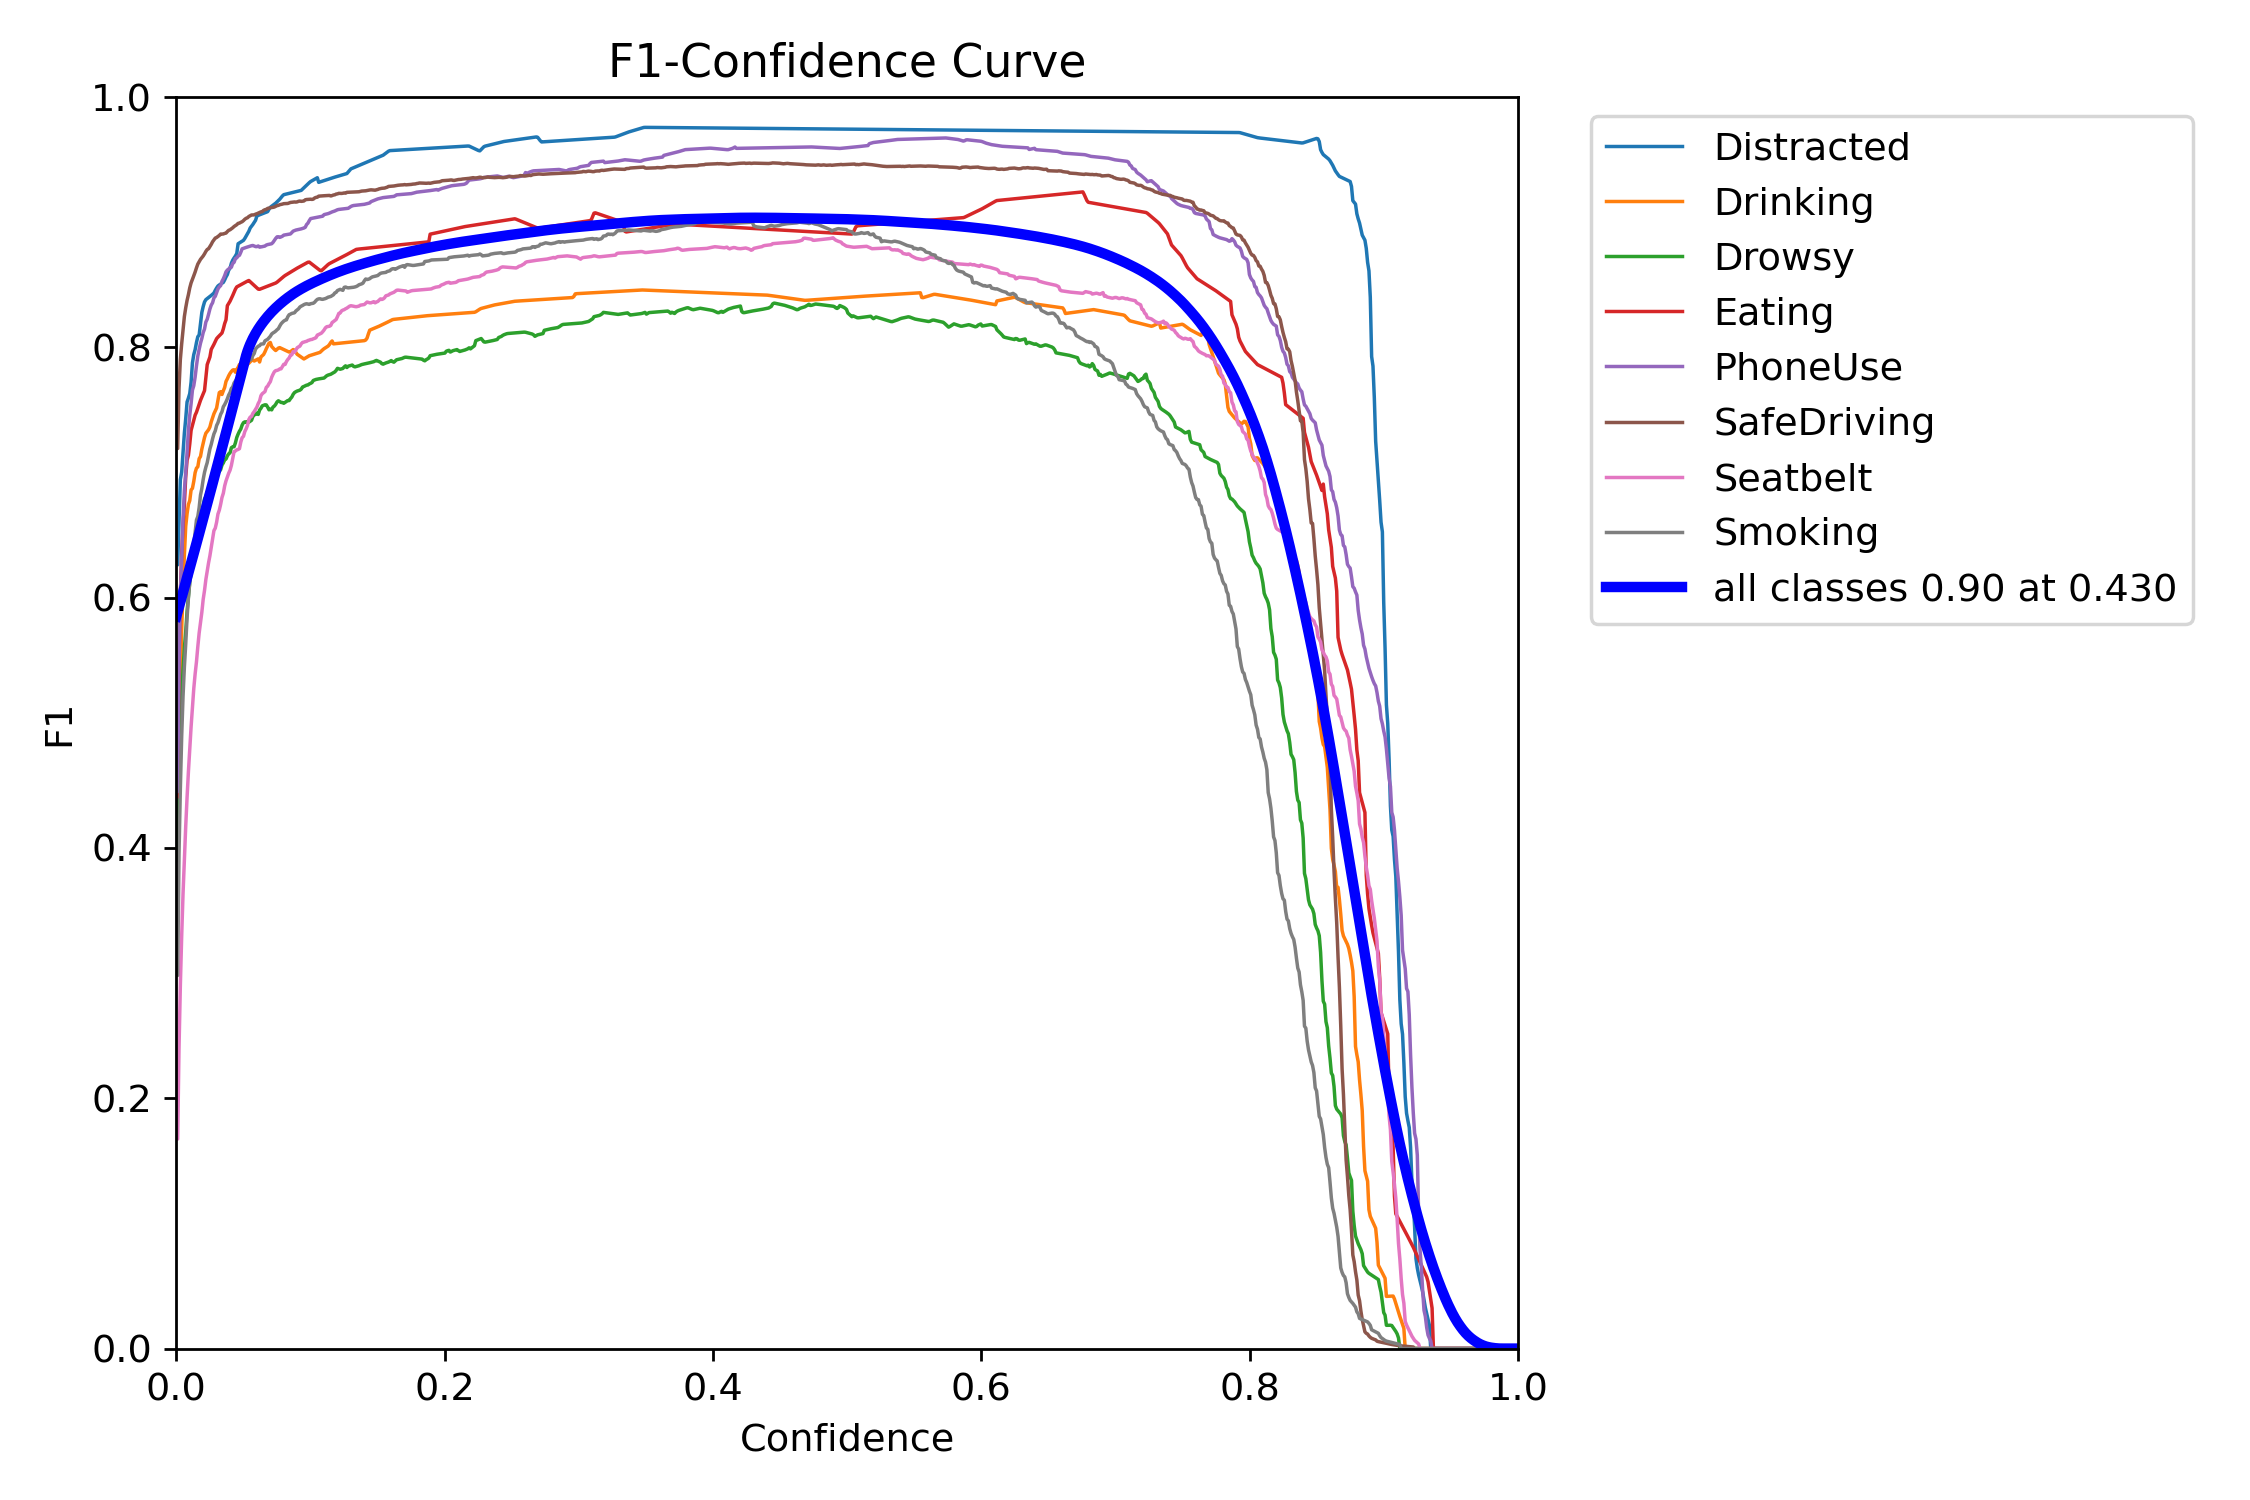 F1-Confidence Curve
1.0
0.8
0.6
0.4
0.2
0.0
F1
0.0 0.2 0.4 0.6 0.8 1.0
Confidence
Distracted
Drinking
Drowsy
Eating
PhoneUse
SafeDriving
Seatbelt
Smoking
all classes 0.90 at 0.430